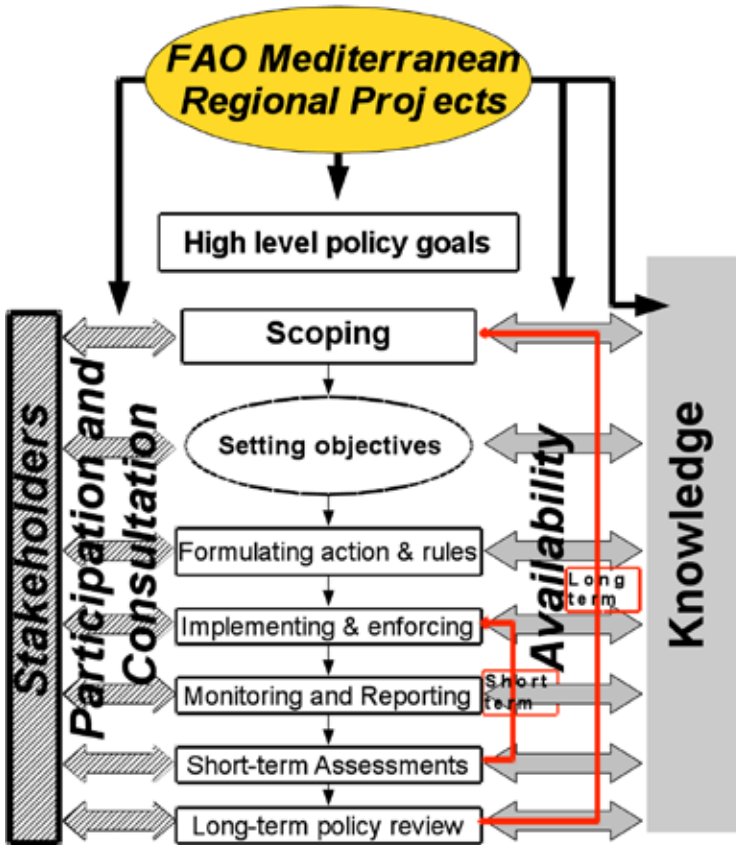 FAO Mediterranean
Regional Projects
High level policy goals
Scoping
Setting objectives
Formulating action & rules
Implementing & enforcing
Monitoring and Reporting
Short-term Assessments
Long-term policy review
Stakeholders
Participation and
Consultation
Availability
Long
term
Short
term
Knowledge